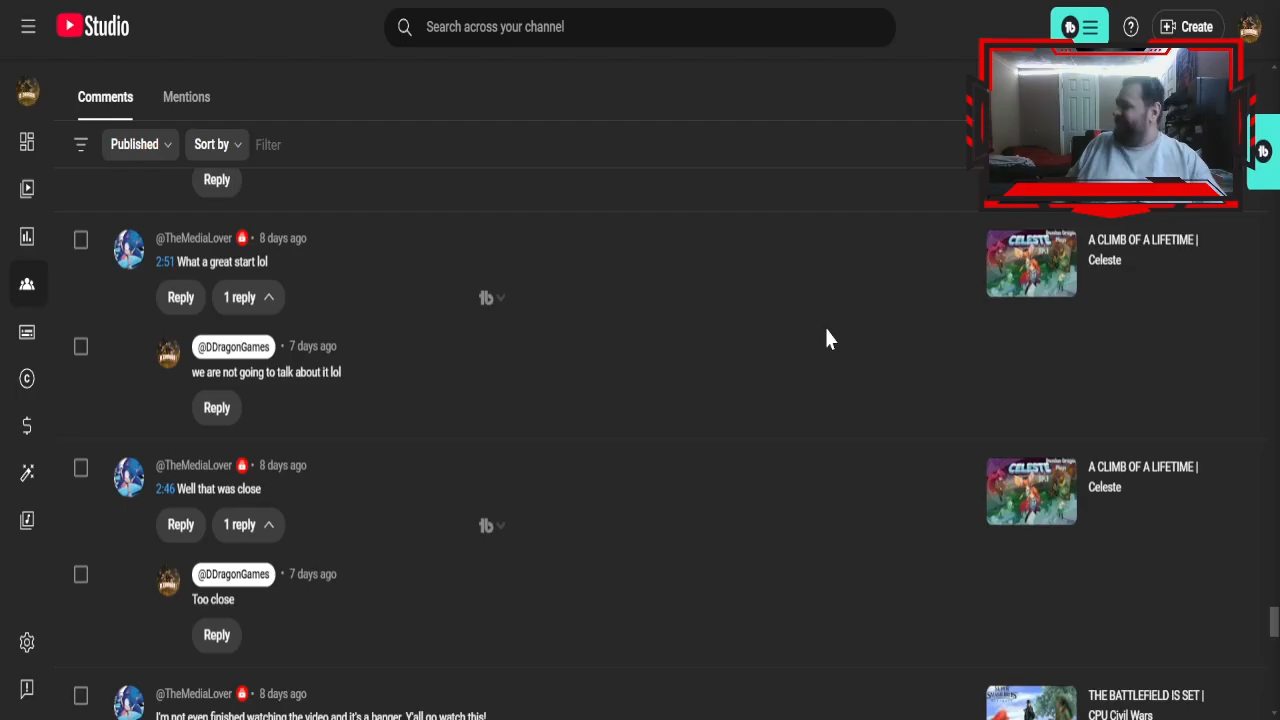 Studio
Search across your channel
Create
Comments
Mentions
Published
Sort by
Filter
Reply
@TheMediaLover • 8 days ago
2:51 What a great start lol
Reply
1 reply
A CLIMB OF A LIFETIME |
Celeste
CELESTE
@DDragonGames • 7 days ago
we are not going to talk about it lol
Reply
@TheMediaLover • 8 days ago
2:46 Well that was close
Reply
1 reply
A CLIMB OF A LIFETIME |
Celeste
CELESTE
@DDragonGames • 7 days ago
Too close
Reply
@TheMediaLover • 8 days ago
I'm not even finished watching the video and it's a banger. Y'all go watch this!
THE BATTLEFIELD IS SET |
CPU Civil Wars